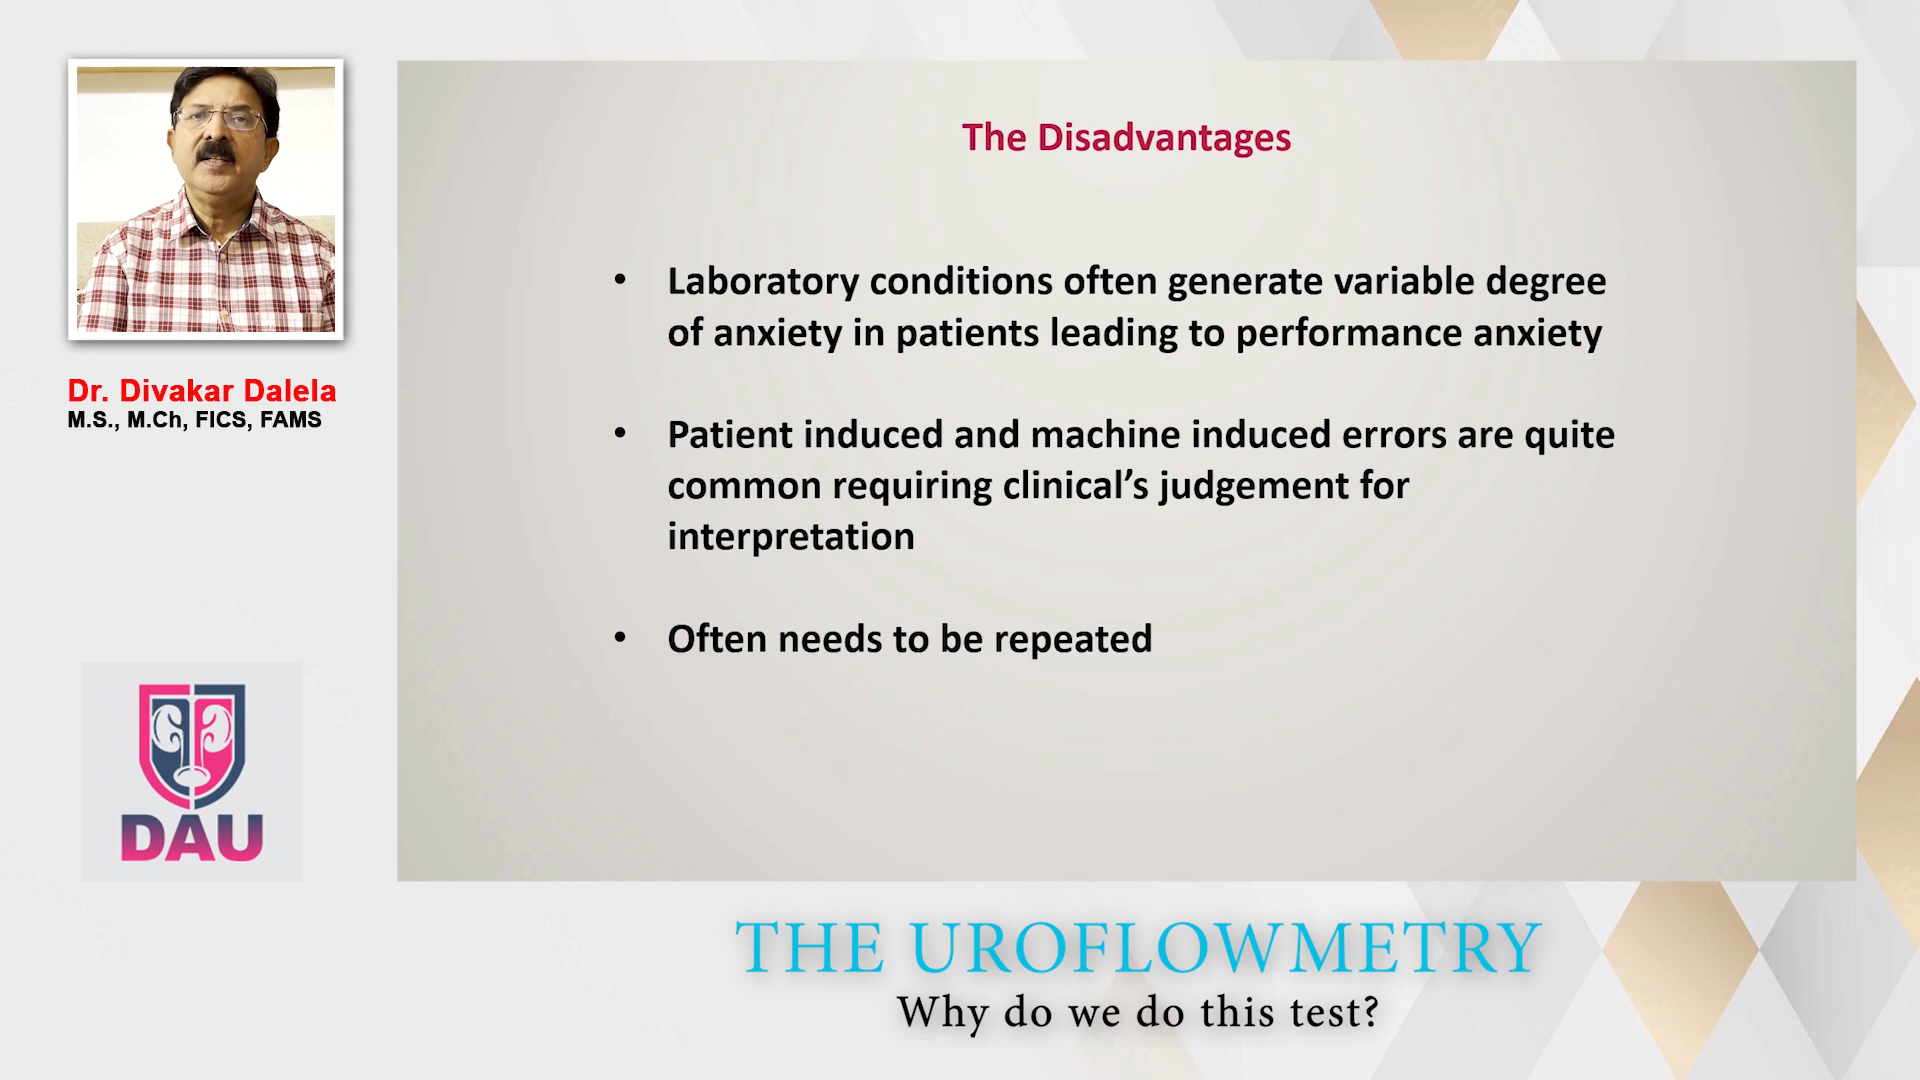 The Disadvantages
• Laboratory conditions often generate variable degree
of anxiety in patients leading to performance anxiety
• Patient induced and machine induced errors are quite
common requiring clinical’s judgement for
interpretation
• Often needs to be repeated
Dr. Divakar Dalela
M.S., M.Ch, FICS, FAMS
DAU
THE UROFLOWMETRY
Why do we do this test?